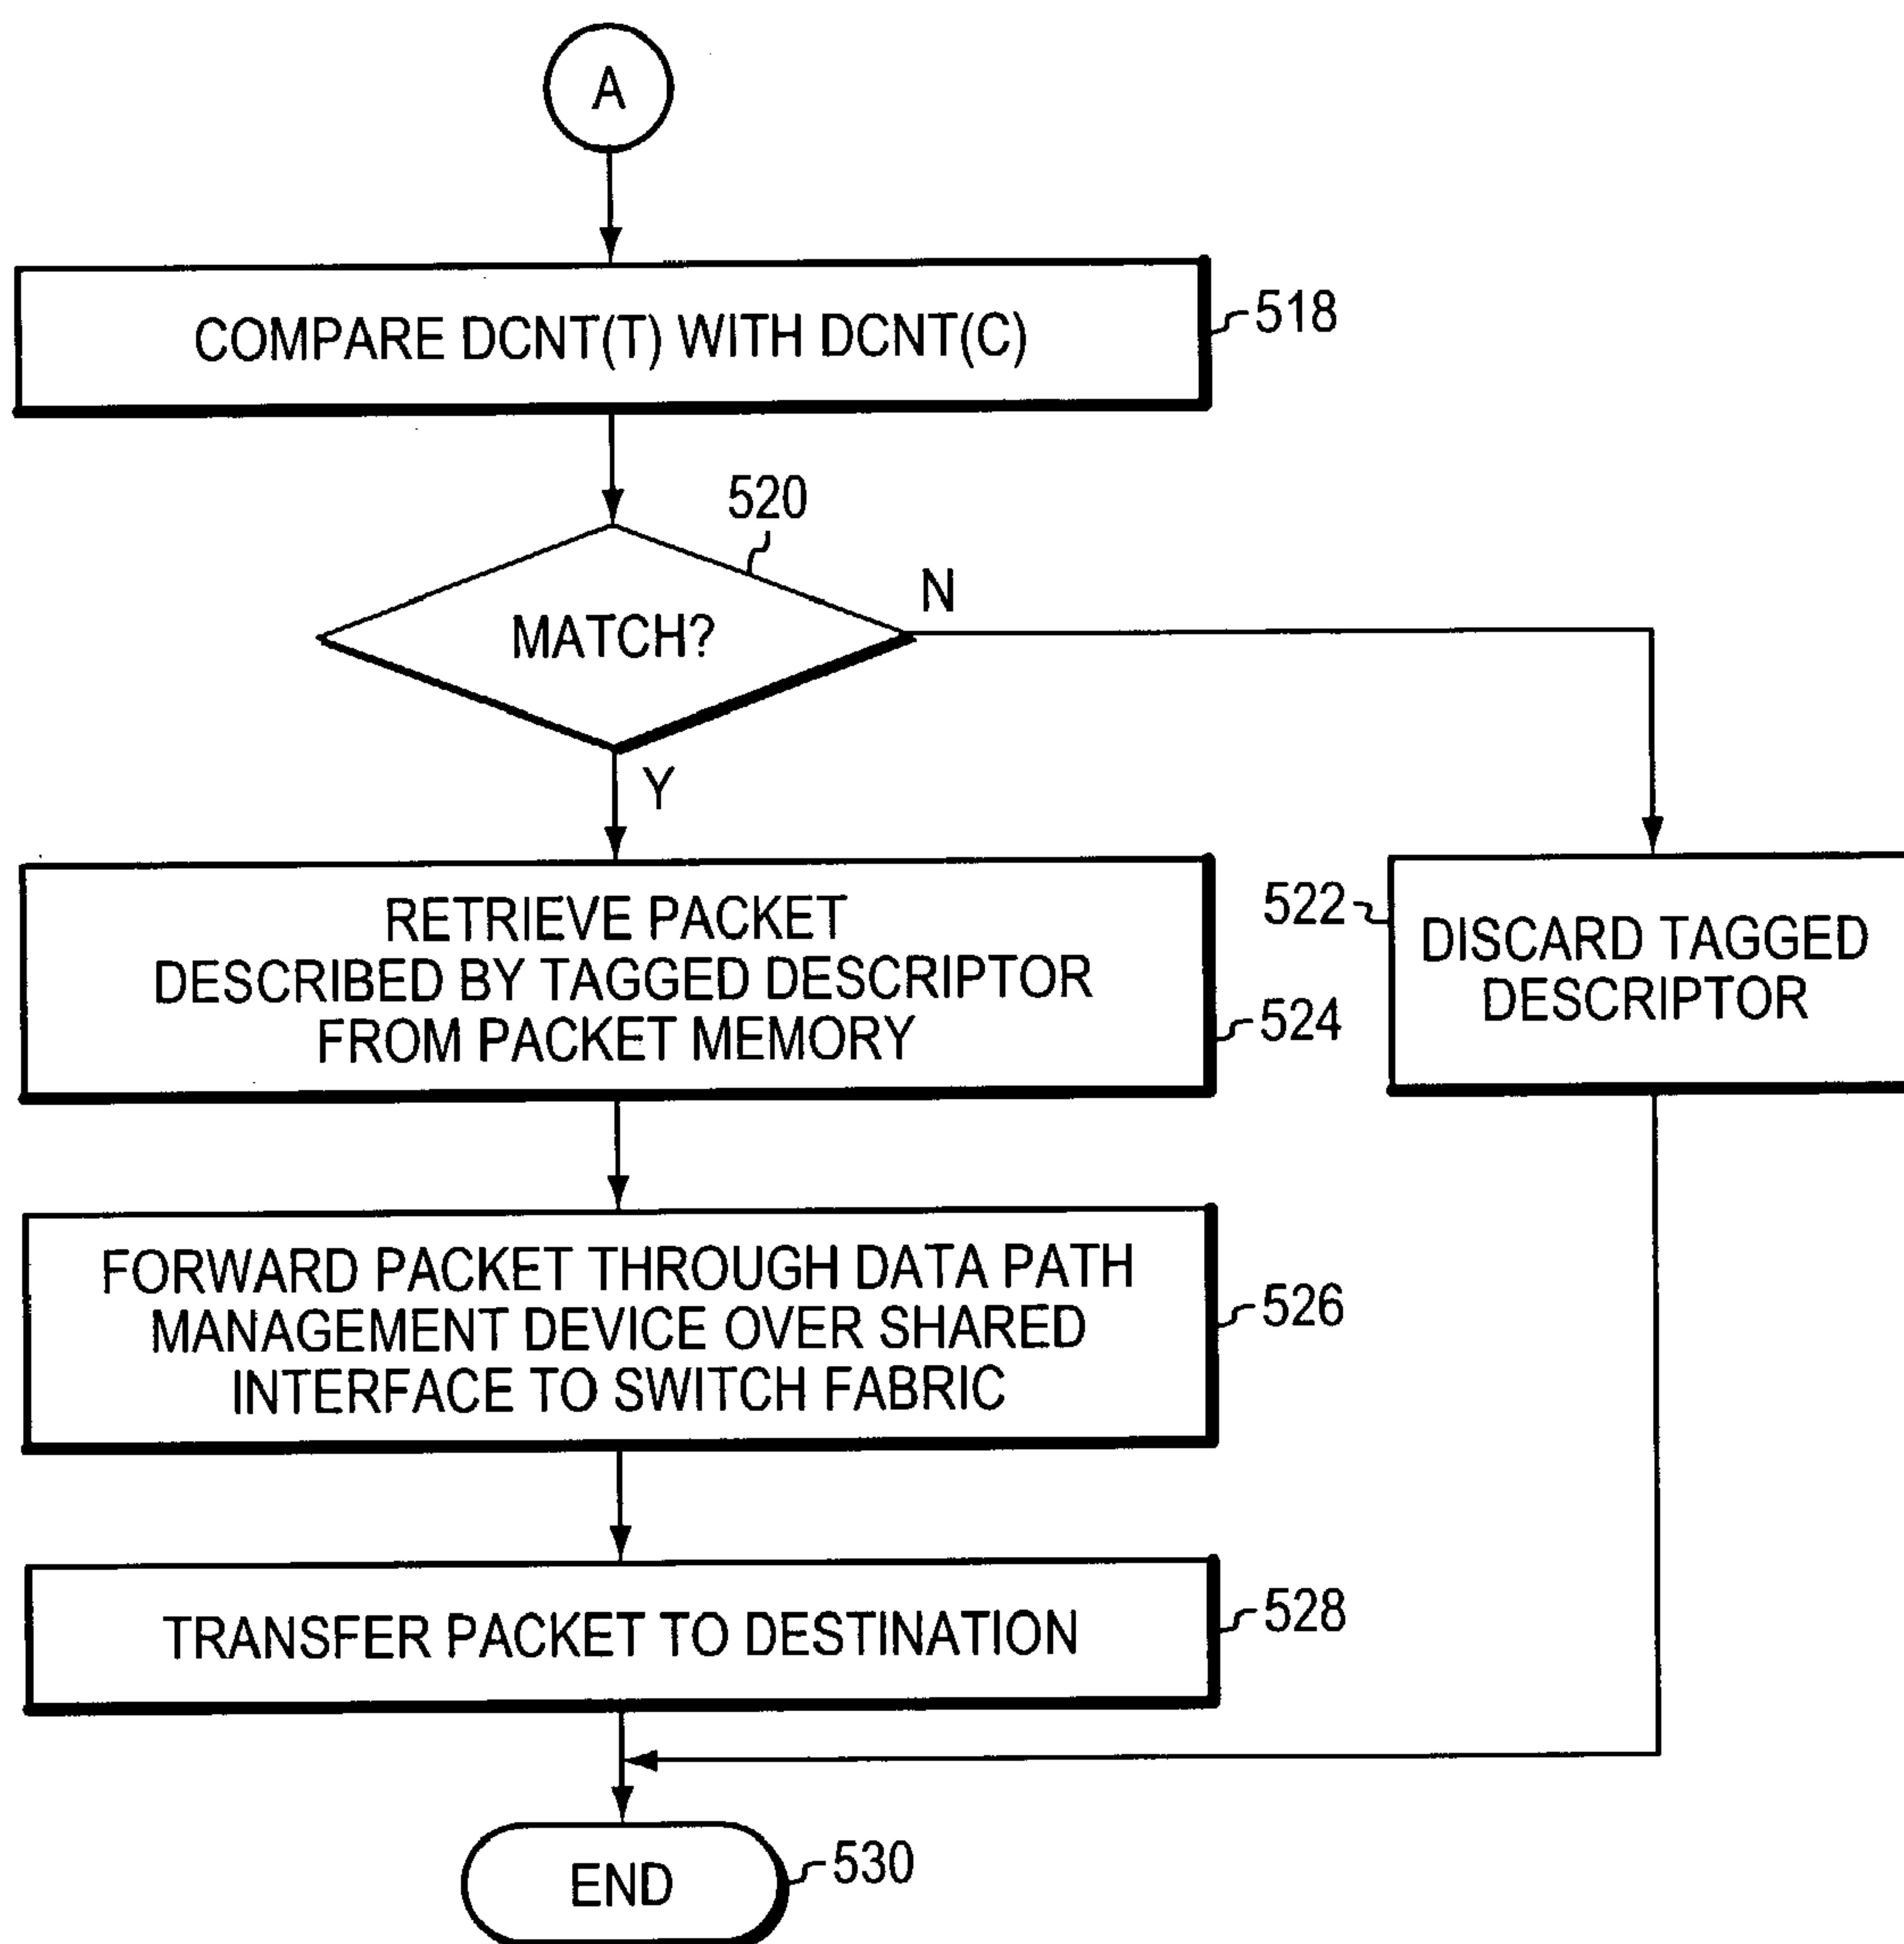 A
COMPARE DCNT(T) WITH DCNT(C)
518
520
MATCH?
N
Y
RETRIEVE PACKET
DESCRIBED BY TAGGED DESCRIPTOR
FROM PACKET MEMORY
524
522
DISCARD TAGGED
DESCRIPTOR
FORWARD PACKET THROUGH DATA PATH
MANAGEMENT DEVICE OVER SHARED
INTERFACE TO SWITCH FABRIC
526
TRANSFER PACKET TO DESTINATION
528
END
530